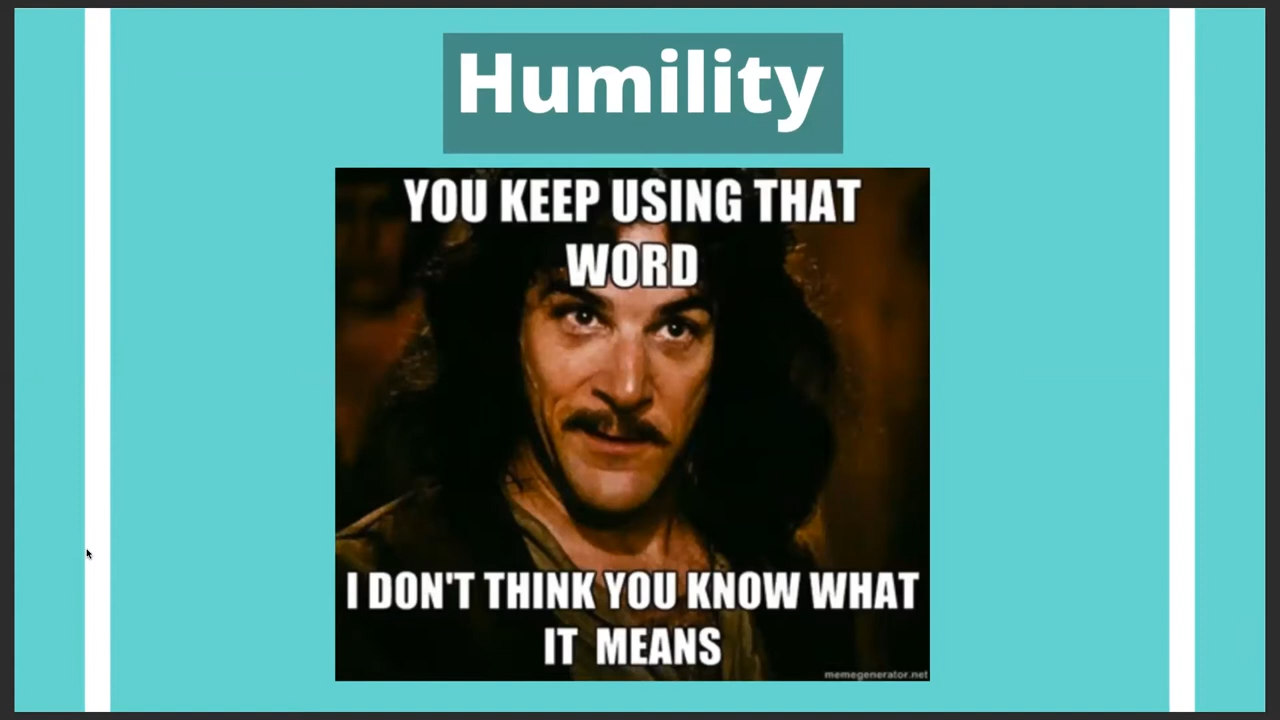 Humility
YOU KEEP USING THAT
WORD
I DON'T THINK YOU KNOW WHAT
IT MEANS
memegenerator.net